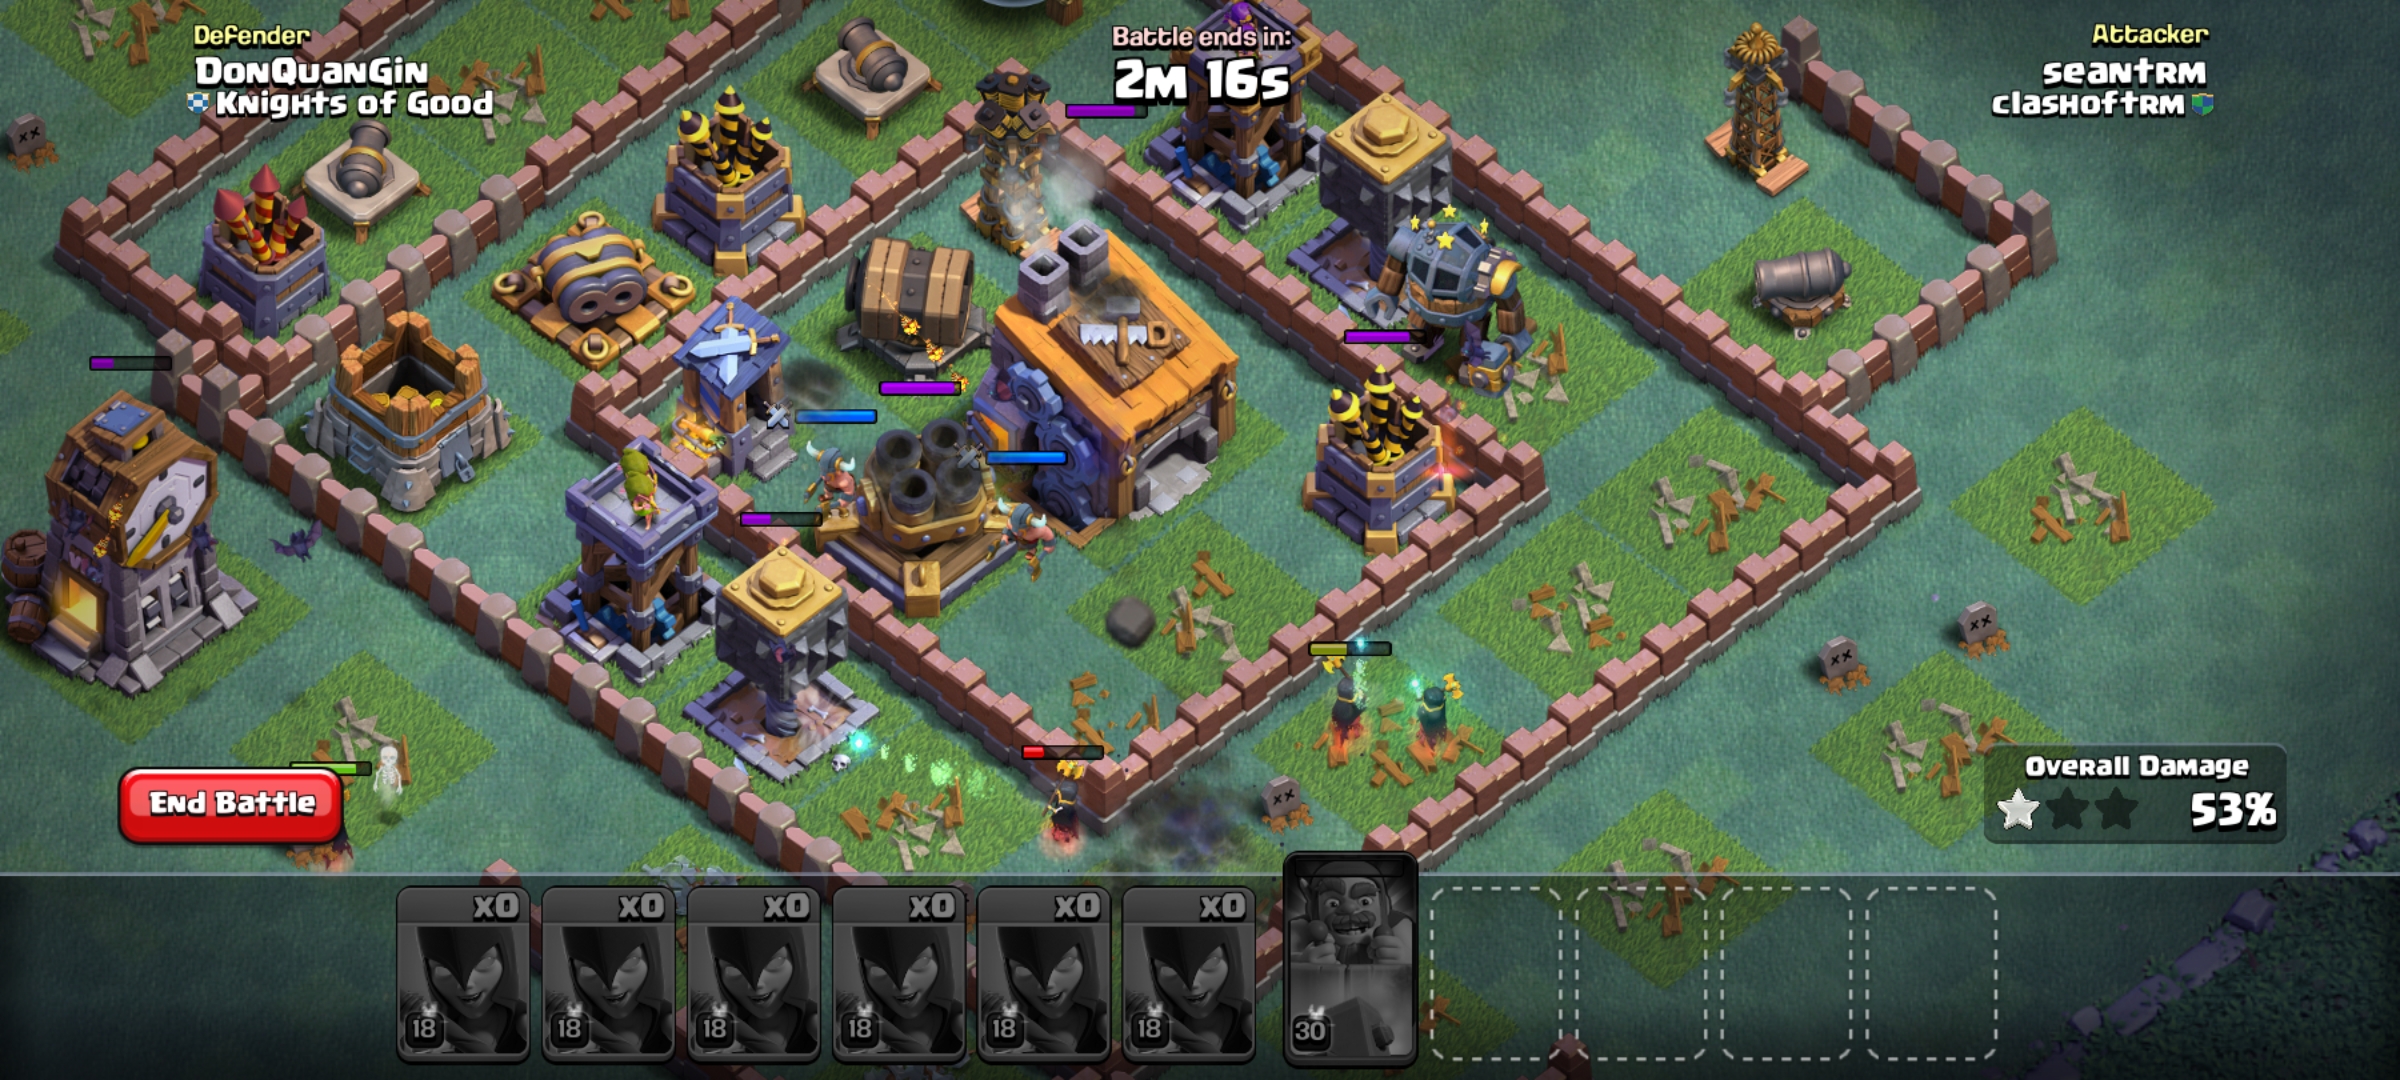 Defender
DonQuanGin
Knights of Good
Battle ends in:
2M 16s
Attacker
seantRM
clashoftRM
End Battle
Overall Damage
53%
x0
x0
x0
x0
x0
x0
18
18
18
18
18
18
30